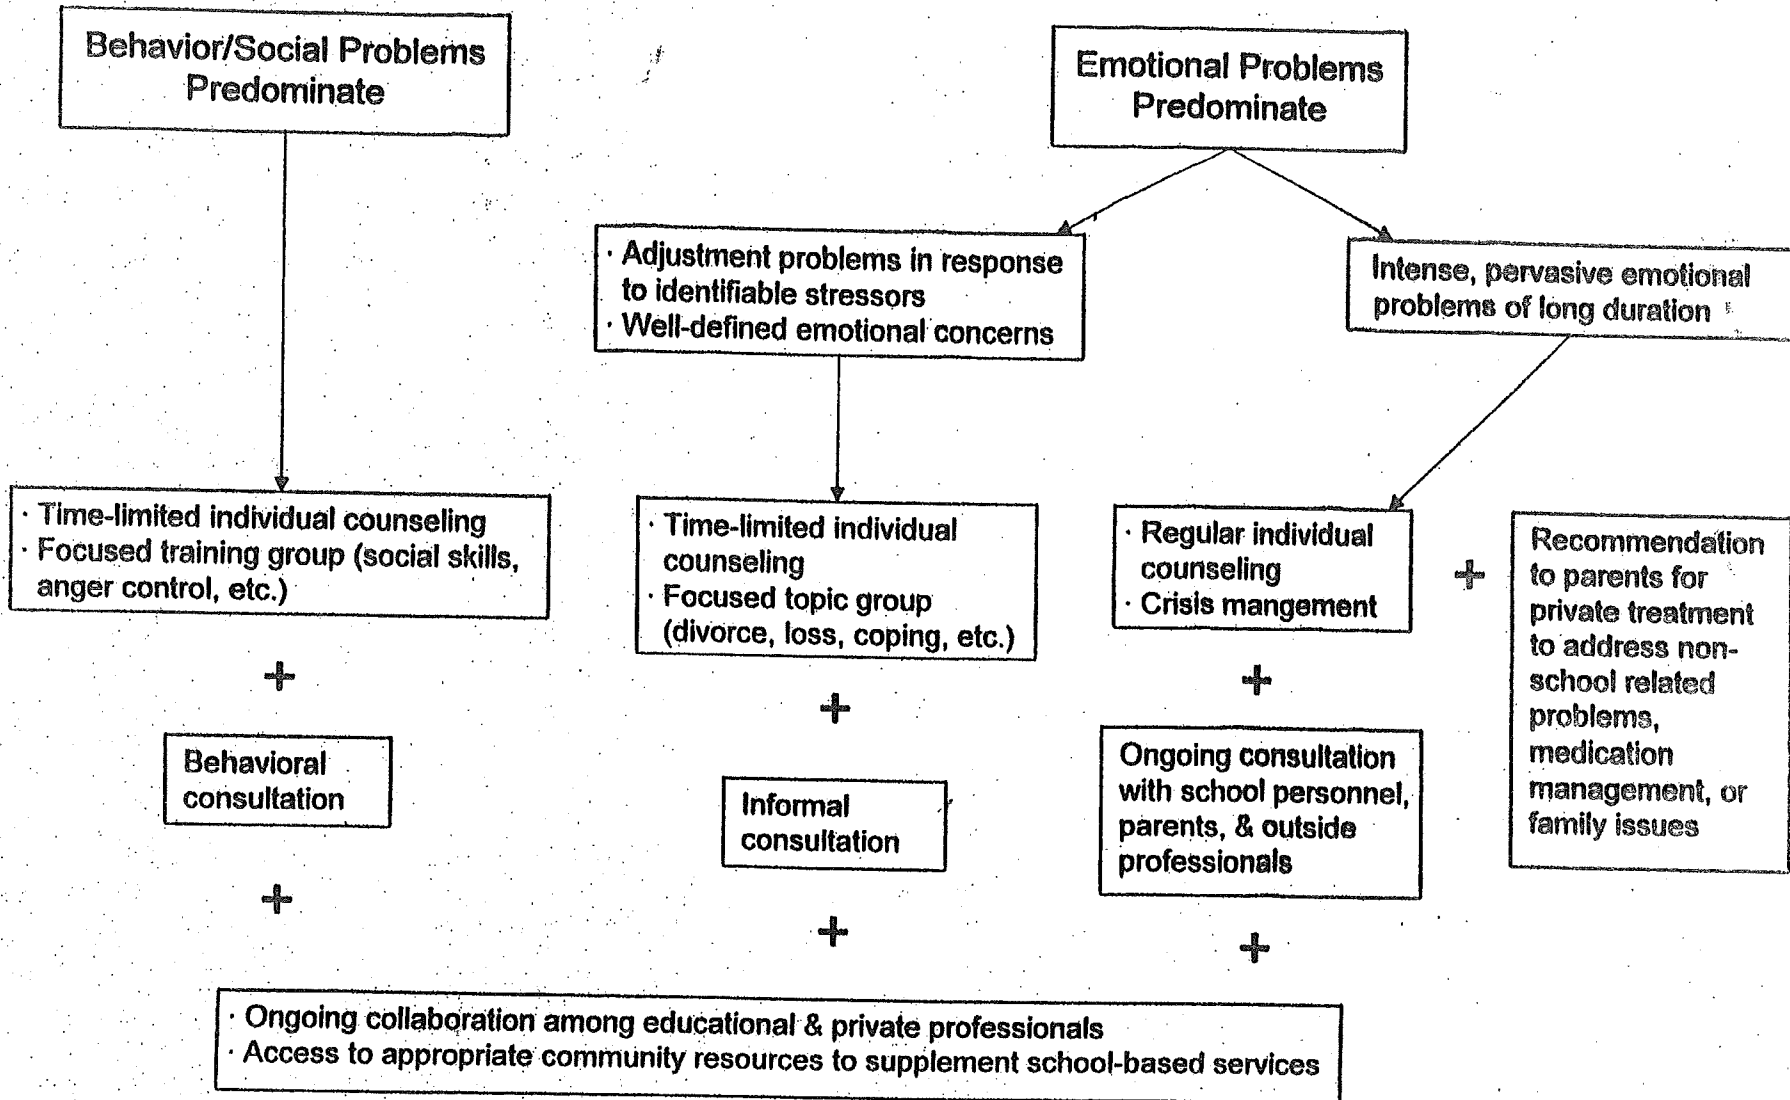 Behavior/Social Problems
Predominate
Emotional Problems
Predominate
· Adjustment problems in response
to identifiable stressors
· Well-defined emotional concerns
Intense, pervasive emotional
problems of long duration
· Time-limited individual counseling
· Focused training group (social skills,
anger control, etc.)
+
Behavioral
consultation
+
· Time-limited individual
counseling
· Focused topic group
(divorce, loss, coping, etc.)
+
Informal
consultation
+
· Regular individual
counseling
· Crisis mangement
+
Ongoing consultation
with school personnel,
parents, & outside
professionals
+
+
Recommendation
to parents for
private treatment
to address non-
school related
problems,
medication
management, or
family issues
· Ongoing collaboration among educational & private professionals
· Access to appropriate community resources to supplement school-based services